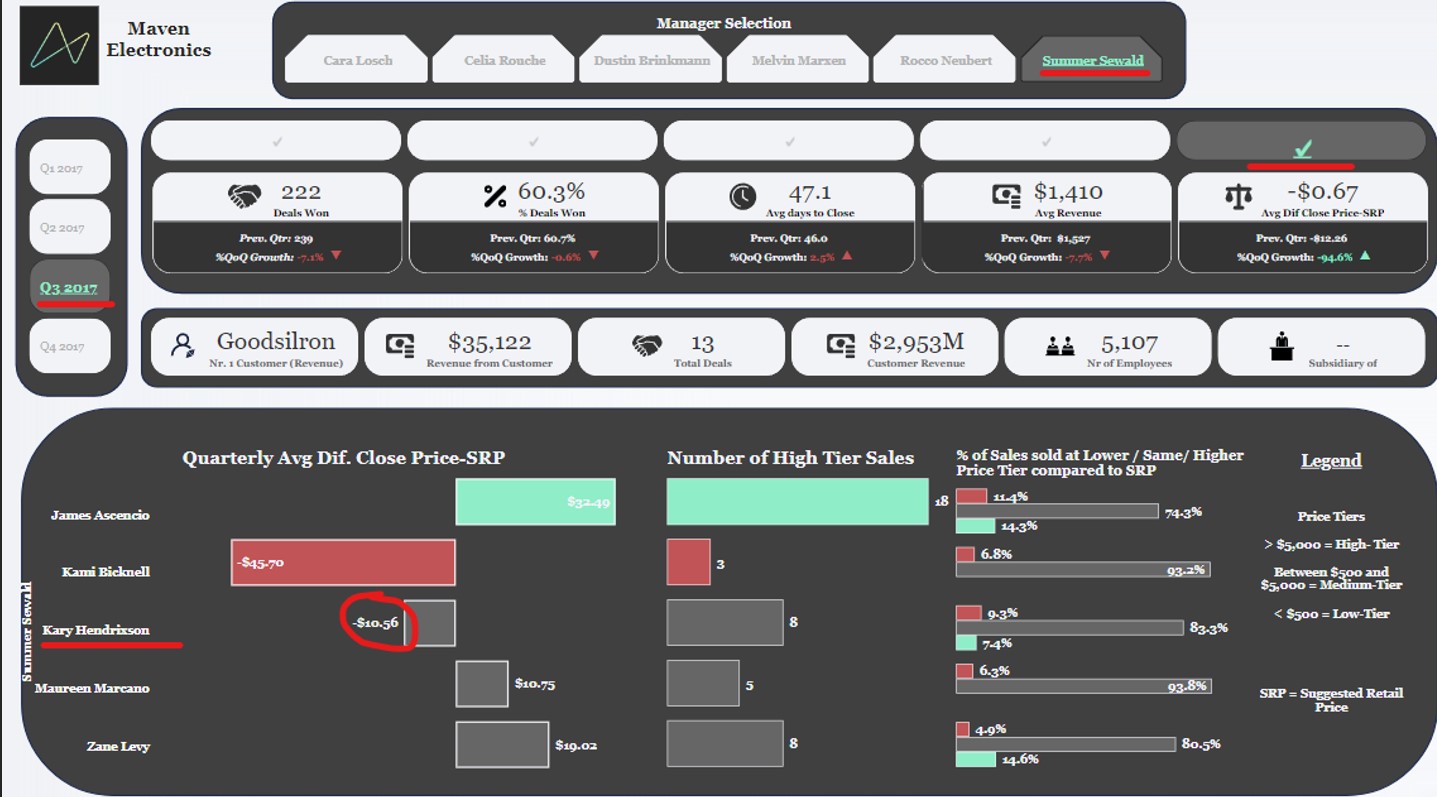 Maven
Electronics
Manager Selection
Cara Losch
Celia Rouche
Dustin Brinkmann
Melvin Marxen
Rocco Neubert
Summer Sewald
Q1 2017
Q2 2017
Q3 2017
Q4 2017
222
Deals Won
Prev. Qtr: 239
%QoQ Growth: -7.1%
60.3%
% Deals Won
Prev. Qtr: 60.7%
%QoQ Growth: -0.6%
47.1
Avg days to Close
Prev. Qtr: 46.0
%QoQ Growth: 2.5%
$1,410
Avg Revenue
Prev. Qtr: $1,527
%QoQ Growth: -7.7%
-$0.67
Avg Dif Close Price-SRP
Prev. Qtr: -$12.26
%QoQ Growth: -94.6%
Goodsilron
Nr. 1 Customer (Revenue)
$35,122
Revenue from Customer
13
Total Deals
$2,953M
Customer Revenue
5,107
Nr of Employees
--
Subsidiary of
Summer Sewald
Quarterly Avg Dif. Close Price-SRP
James Ascencio
$32.49
Kami Bicknell
-$45.70
Kary Hendrixson
-$10.56
Maureen Marcano
$10.75
Zane Levy
$19.02
Number of High Tier Sales
18
3
8
5
8
% of Sales sold at Lower / Same/ Higher
Price Tier compared to SRP
11.4%
74.3%
14.3%
6.8%
93.2%
9.3%
83.3%
7.4%
6.3%
93.8%
4.9%
80.5%
14.6%
Legend
Price Tiers
> $5,000 = High- Tier
Between $500 and
$5,000 = Medium-Tier
< $500 = Low-Tier
SRP = Suggested Retail
Price